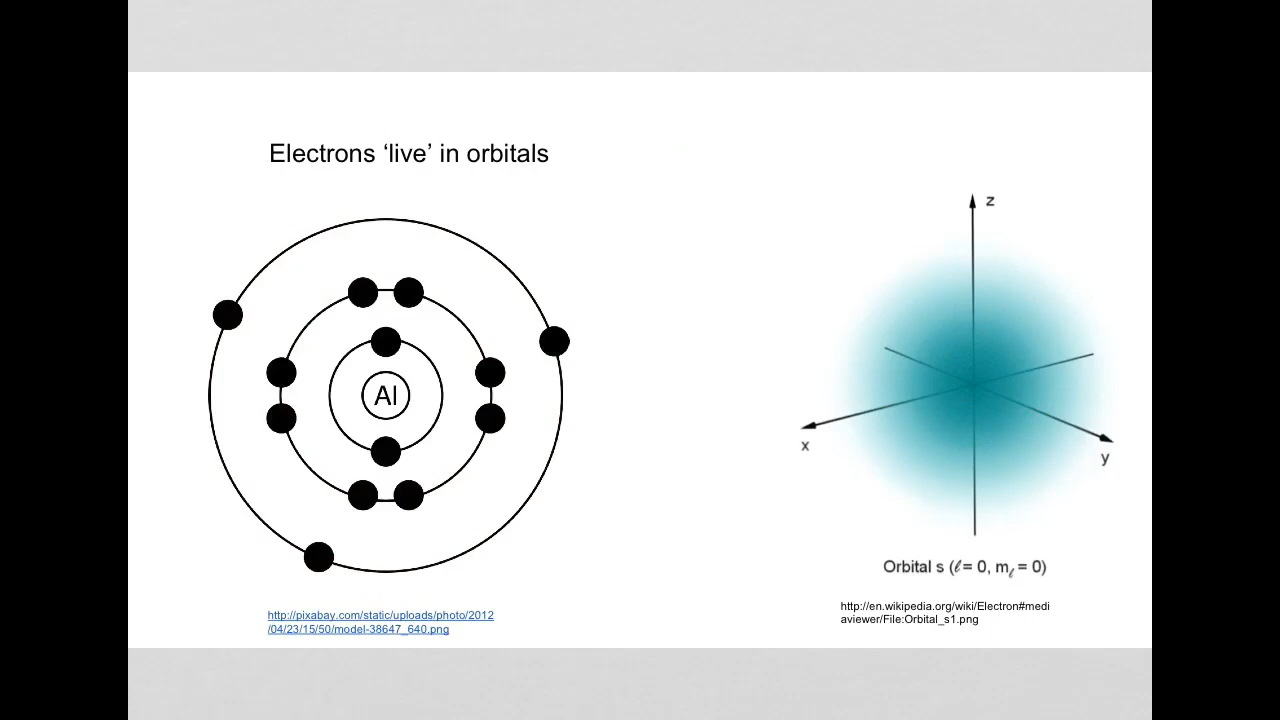 Electrons ‘live’ in orbitals
Al
http://pixabay.com/static/uploads/photo/2012
/04/23/15/50/model-38647_640.png
z
x
y
Orbital s (ℓ = 0, mℓ = 0)
http://en.wikipedia.org/wiki/Electron#medi
aviewer/File:Orbital_s1.png